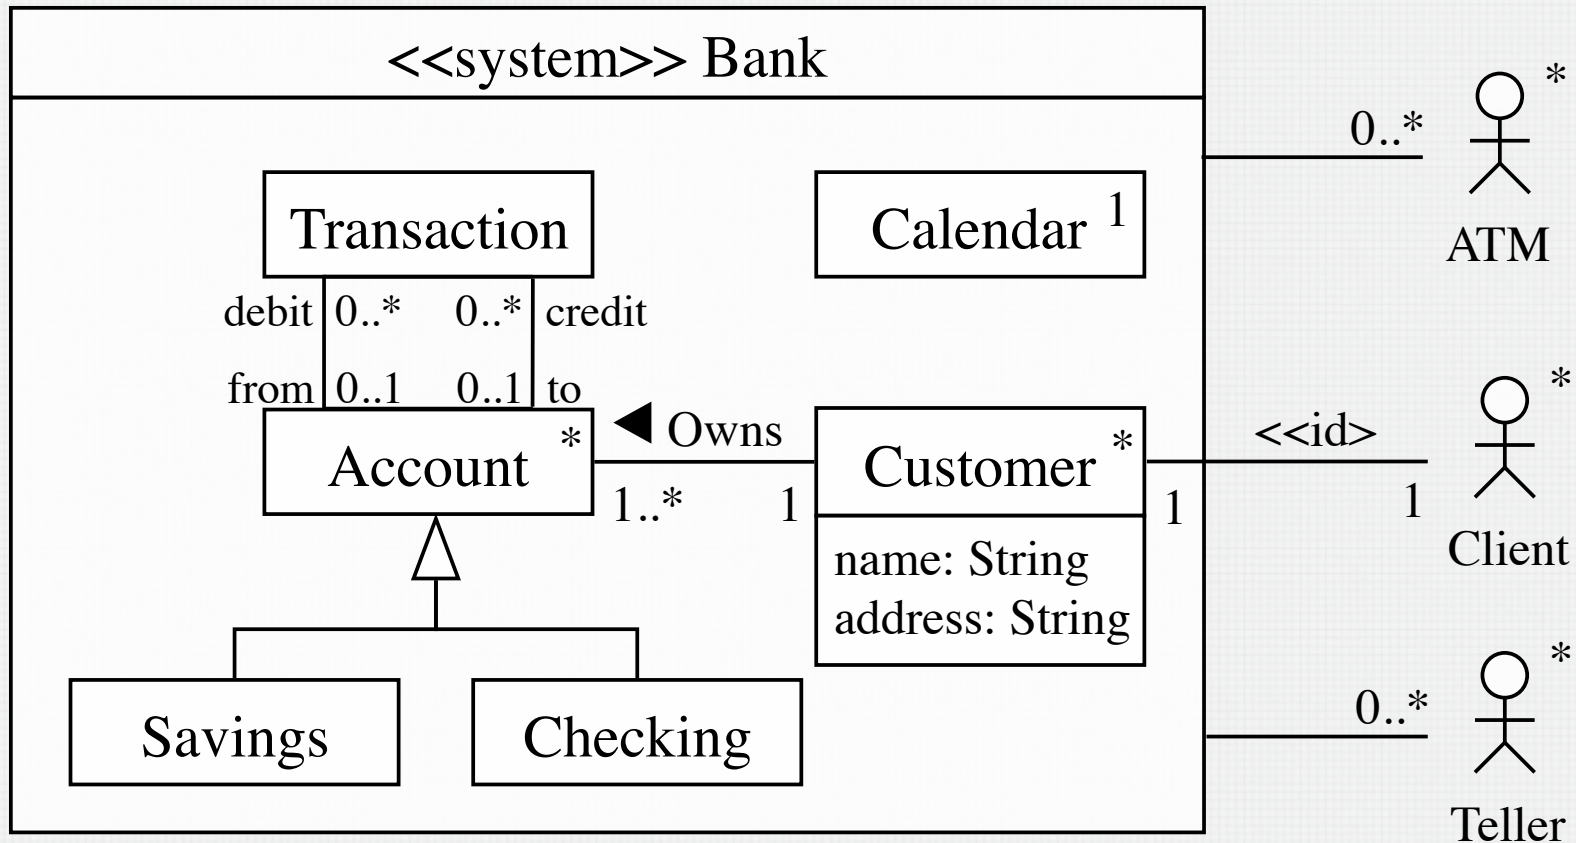 <<system>> Bank
Transaction
Calendar 1
debit 0..* 0..* credit
from 0..1 0..1 to
Account *
Owns
1..* 1
Customer *
name: String
address: String
Savings
Checking
0..*
*
ATM
<<id>
1 1
*
Client
0..*
*
Teller